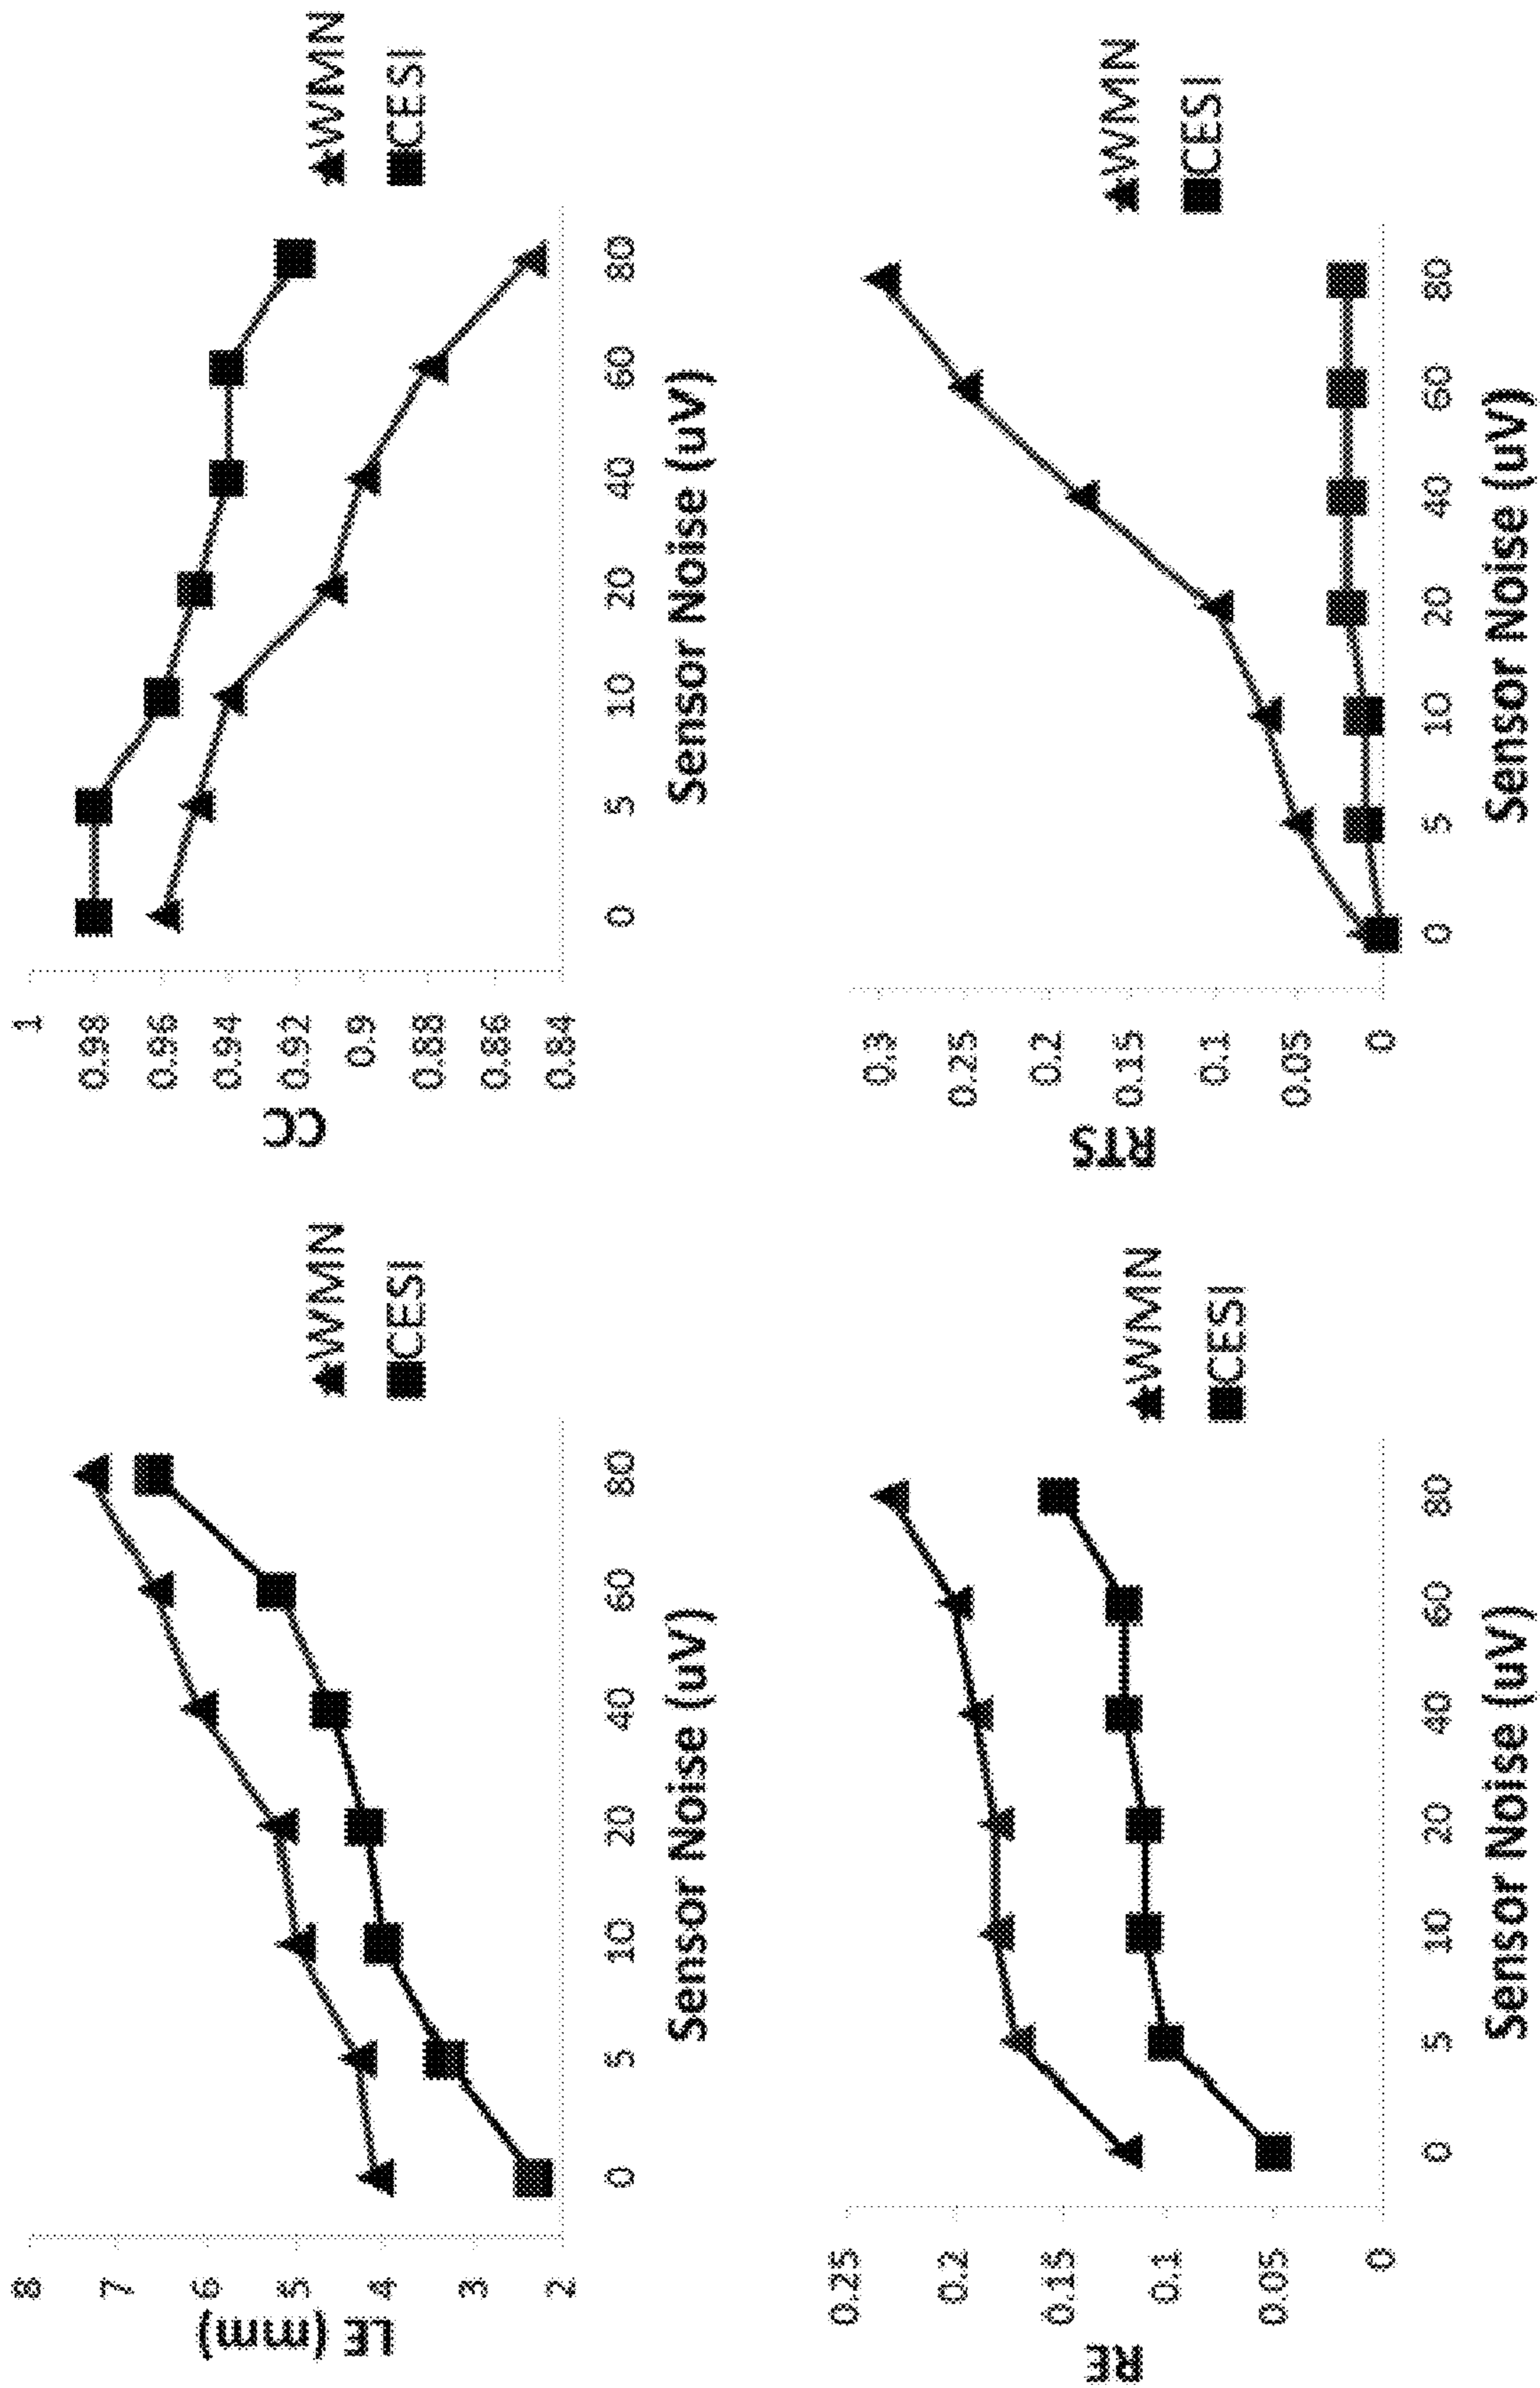 LE (mm)
8
7
6
5
4
3
2
0 5 10 20 40 60 80
Sensor Noise (uV)
WMN
CESI
CC
1
0.98
0.96
0.94
0.92
0.9
0.88
0.86
0.84
0 5 10 20 40 60 80
Sensor Noise (uV)
WMN
CESI
RE
0.25
0.2
0.15
0.1
0.05
0
0 5 10 20 40 60 80
Sensor Noise (uV)
WMN
CESI
RTS
0.3
0.25
0.2
0.15
0.1
0.05
0
0 5 10 20 40 60 80
Sensor Noise (uV)
WMN
CESI